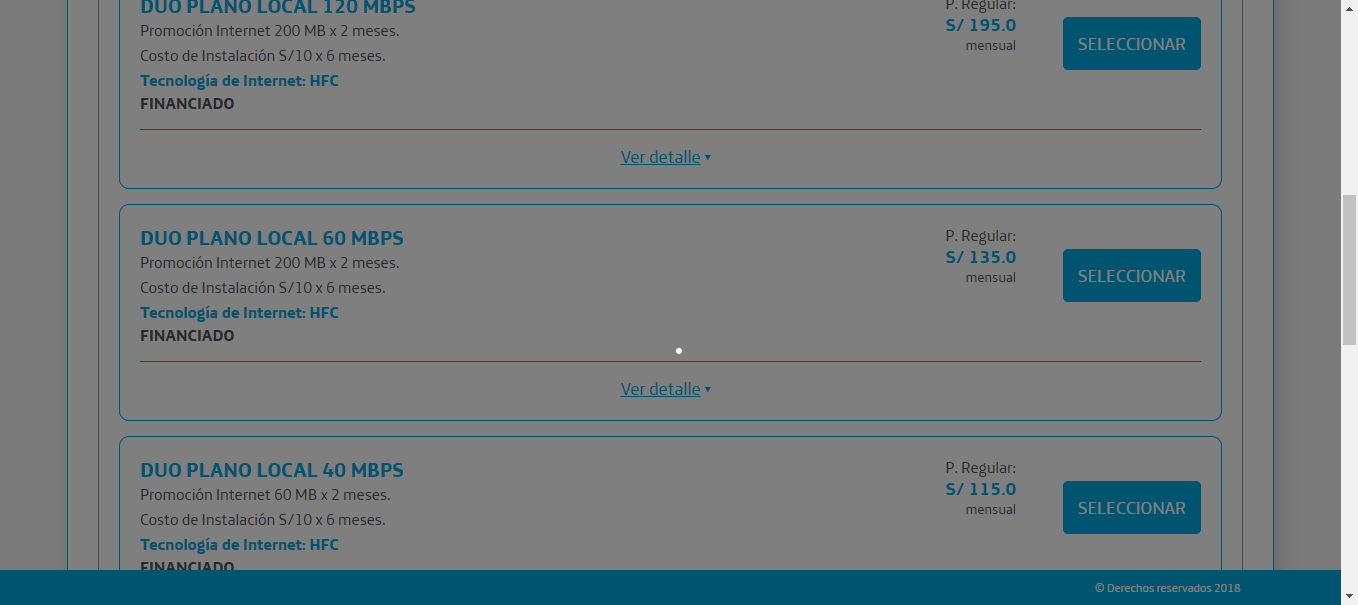 DUO PLANO LOCAL 120 MBPS
Promoción Internet 200 MB x 2 meses.
Costo de Instalación S/10 x 6 meses.
Tecnología de Internet: HFC
FINANCIADO
P. Regular:
S/ 195.0
mensual
SELECCIONAR
Ver detalle ▾
DUO PLANO LOCAL 60 MBPS
Promoción Internet 200 MB x 2 meses.
Costo de Instalación S/10 x 6 meses.
Tecnología de Internet: HFC
FINANCIADO
P. Regular:
S/ 135.0
mensual
SELECCIONAR
Ver detalle ▾
DUO PLANO LOCAL 40 MBPS
Promoción Internet 60 MB x 2 meses.
Costo de Instalación S/10 x 6 meses.
Tecnología de Internet: HFC
FINANCIADO
P. Regular:
S/ 115.0
mensual
SELECCIONAR
© Derechos reservados 2018